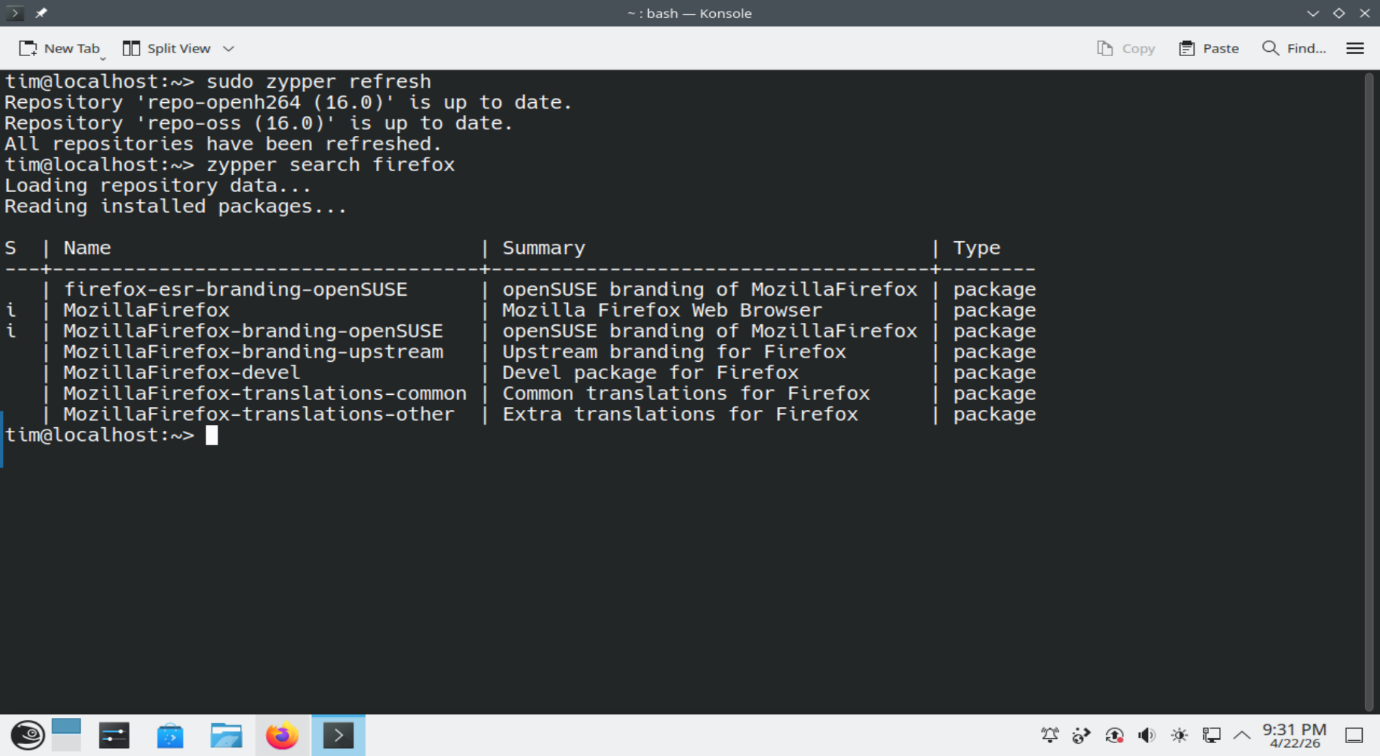 ~ : bash — Konsole
New Tab Split View Copy Paste Find...
tim@localhost:~> sudo zypper refresh
Repository 'repo-openh264 (16.0)' is up to date.
Repository 'repo-oss (16.0)' is up to date.
All repositories have been refreshed.
tim@localhost:~> zypper search firefox
Loading repository data...
Reading installed packages...

S  | Name                                | Summary                             | Type
---+-------------------------------------+-------------------------------------+--------
   | firefox-esr-branding-openSUSE       | openSUSE branding of MozillaFirefox | package
i  | MozillaFirefox                      | Mozilla Firefox Web Browser         | package
i  | MozillaFirefox-branding-openSUSE    | openSUSE branding of MozillaFirefox | package
   | MozillaFirefox-branding-upstream    | Upstream branding for Firefox       | package
   | MozillaFirefox-devel                | Devel package for Firefox           | package
   | MozillaFirefox-translations-common  | Common translations for Firefox     | package
   | MozillaFirefox-translations-other   | Extra translations for Firefox      | package
tim@localhost:~>
9:31 PM
4/22/26